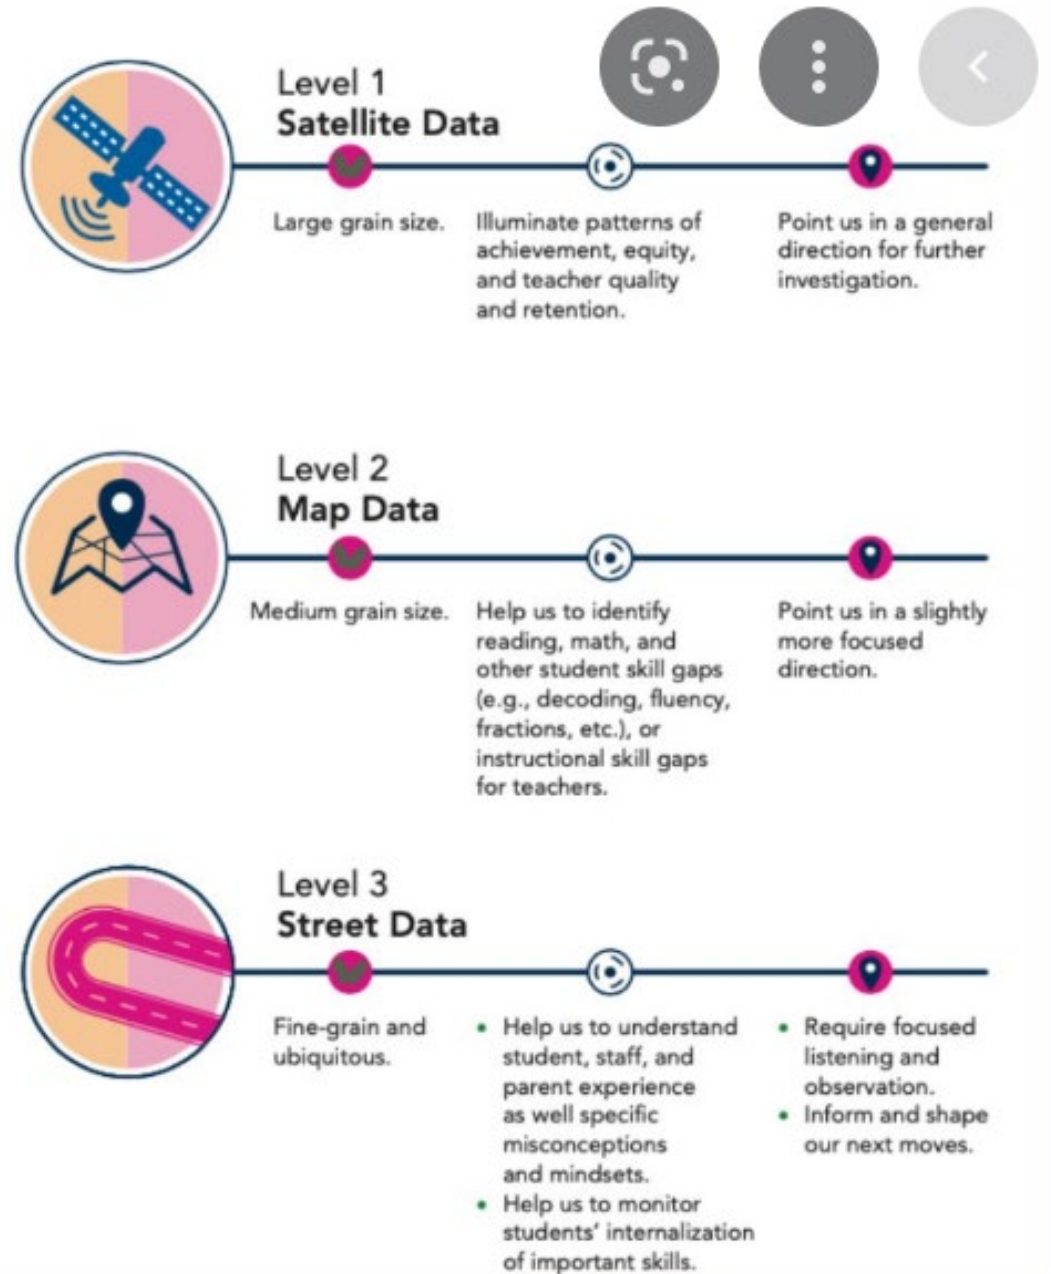 Level 1
Satellite Data
Large grain size.
Illuminate patterns of
achievement, equity,
and teacher quality
and retention.
Point us in a general
direction for further
investigation.
Level 2
Map Data
Medium grain size.
Help us to identify
reading, math, and
other student skill gaps
(e.g., decoding, fluency,
fractions, etc.), or
instructional skill gaps
for teachers.
Point us in a slightly
more focused
direction.
Level 3
Street Data
Fine-grain and
ubiquitous.
• Help us to understand
student, staff, and
parent experience
as well specific
misconceptions
and mindsets.
• Help us to monitor
students' internalization
of important skills.
• Require focused
listening and
observation.
• Inform and shape
our next moves.